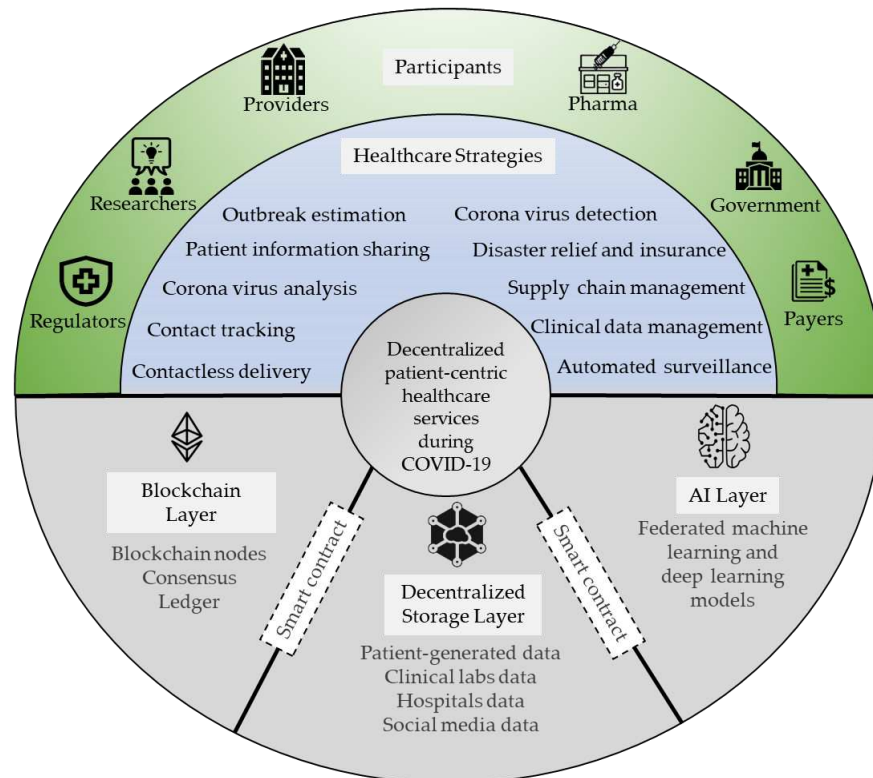 Participants
Providers
Pharma
Researchers
Government
Regulators
Payers
Healthcare Strategies
Outbreak estimation
Corona virus detection
Patient information sharing
Disaster relief and insurance
Corona virus analysis
Supply chain management
Contact tracking
Clinical data management
Contactless delivery
Automated surveillance
Decentralized
patient-centric
healthcare
services
during
COVID-19
Blockchain
Layer
Blockchain nodes
Consensus
Ledger
Smart contract
Decentralized
Storage Layer
Patient-generated data
Clinical labs data
Hospitals data
Social media data
Smart contract
AI Layer
Federated machine
learning and
deep learning
models